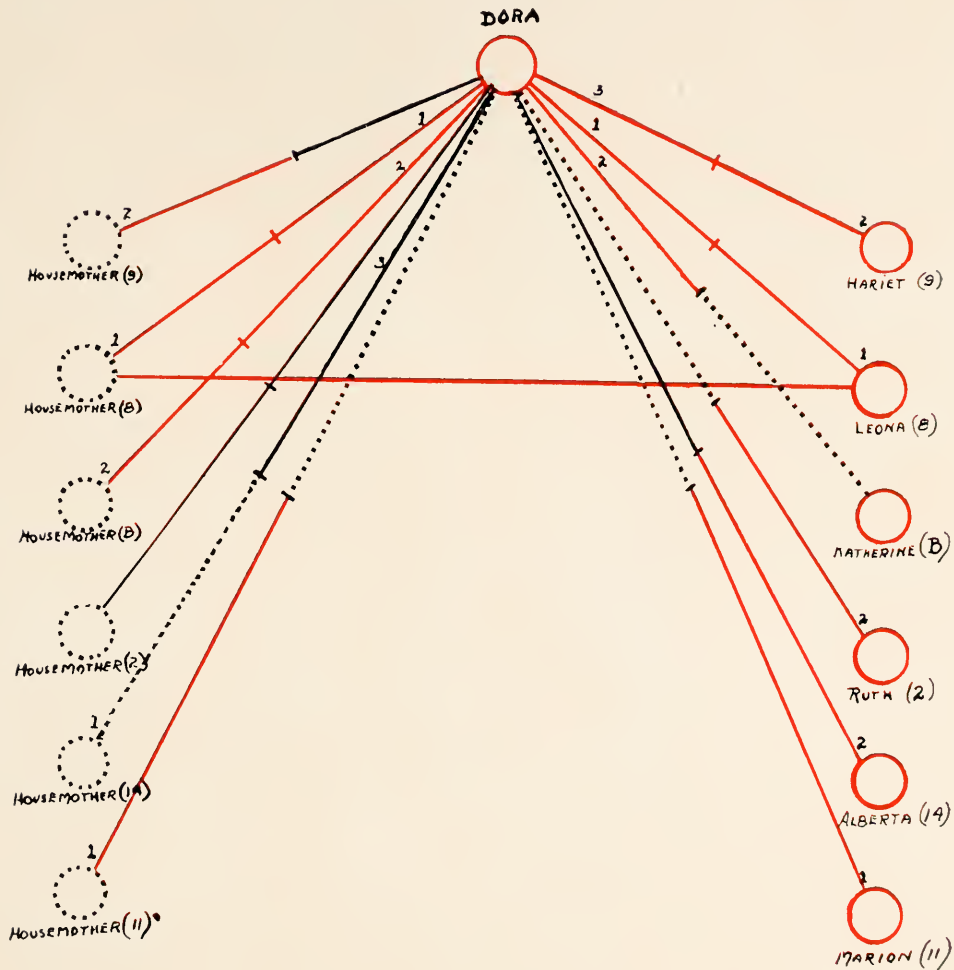 DORA
3
1
1
2
2
3
2
HOUSEMOTHER (9)
2
HARIET (9)
1
HOUSEMOTHER (8)
1
LEONA (8)
2
HOUSEMOTHER (B)
KATHERINE (B)
HOUSEMOTHER (2)
2
RUTH (2)
1
HOUSEMOTHER (14)
2
ALBERTA (14)
1
HOUSEMOTHER (11)
1
MARION (11)